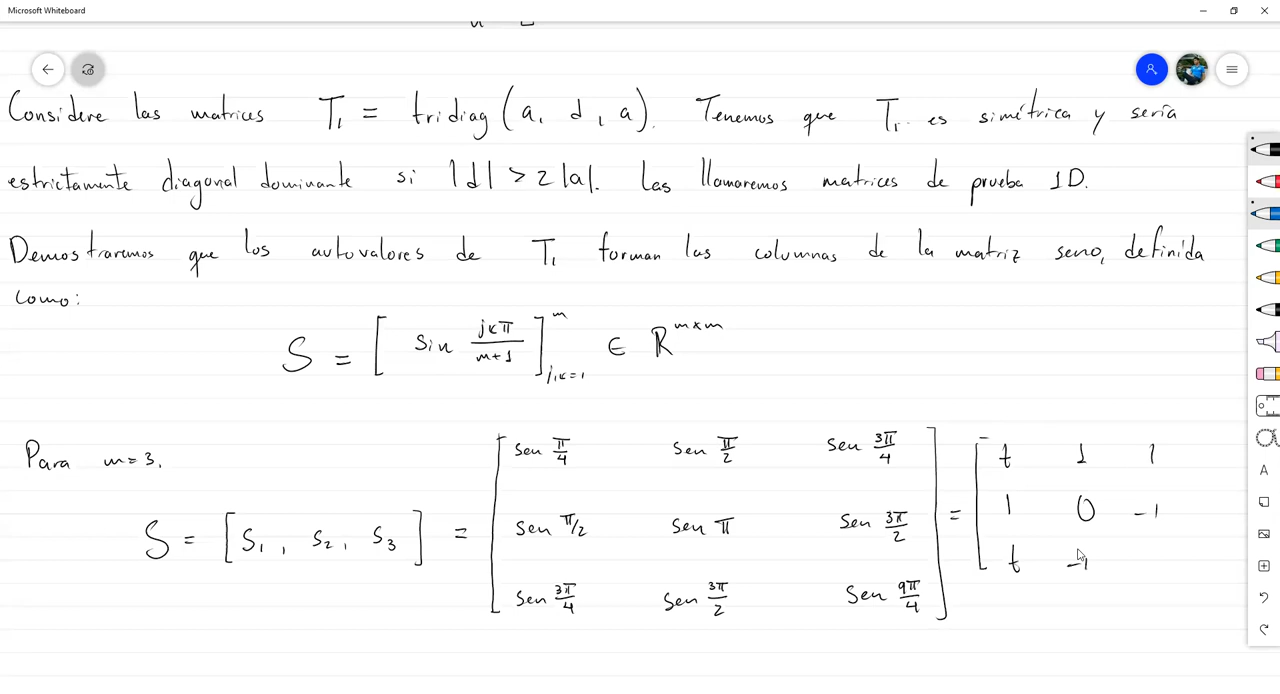 Microsoft Whiteboard
Considere las matrices T₁ = tridiag (a, d, a). Tenemos que T₁. es simétrica y sería
estrictamente diagonal dominante si |d| > 2|a|. Las llamaremos matrices de prueba 1D.
Demostraremos que los autovalores de T₁ forman las columnas de la matriz seno, definida
como:
S = [ sin jκπ/m+1 ]^m_{j,κ=1} ∈ ℝ^{m×m}
Para m=3,
S = [ S₁, S₂, S₃ ] = [ sen π/4 sen π/2 sen 3π/4 ] = [ t 1 1
sen π/2 sen π sen 3π/2 1 0 -1
sen 3π/4 sen 3π/2 sen 9π/4 t -1
A